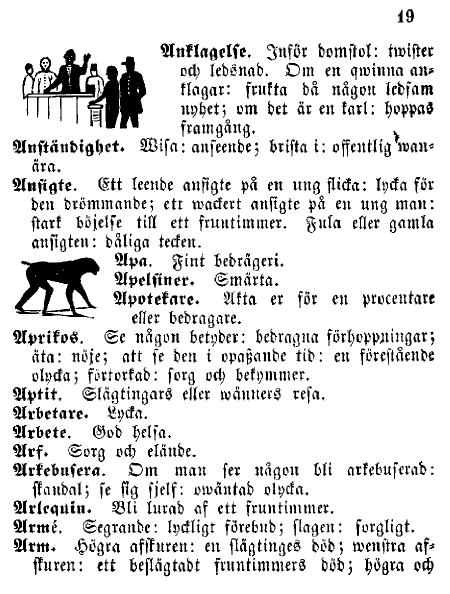 19
Anklagelse. Inför domstol: twister
och ledsnad. Om en qwinna an-
klagar: frukta då någon ledsam
nyhet; om det är en karl: hoppas
framgång.
Anständighet. Wisa: anseende; brista i: offentlig wan-
ära.
Ansigte. Ett leende ansigte på en ung flicka: lycka för
den drömmande; ett wackert ansigte på en ung man:
stark böjelse till ett fruntimmer. Fula eller gamla
ansigten: dåliga tecken.
Apa. Fint bedrägeri.
Apelsiner. Smärta.
Apotekare. Akta er för en procentare
eller bedragare.
Aprikos. Se någon betyder: bedragna förhoppningar;
äta: nöje; att se den i opaßande tid: en förestående
olycka; förtorkad: sorg och bekymmer.
Aptit. Slägtingars eller wänners resa.
Arbetare. Lycka.
Arbete. God helsa.
Arf. Sorg och elände.
Arkebusera. Om man ser någon bli arkebuserad:
skandal; se sig sjelf: owäntad olycka.
Arlequin. Bli lurad af ett fruntimmer.
Armé. Segrande: lyckligt förebud; slagen: sorgligt.
Arm. Högra afskuren: en slägtinges död; wenstra af-
skuren: ett beslägtadt fruntimmers död; högra och